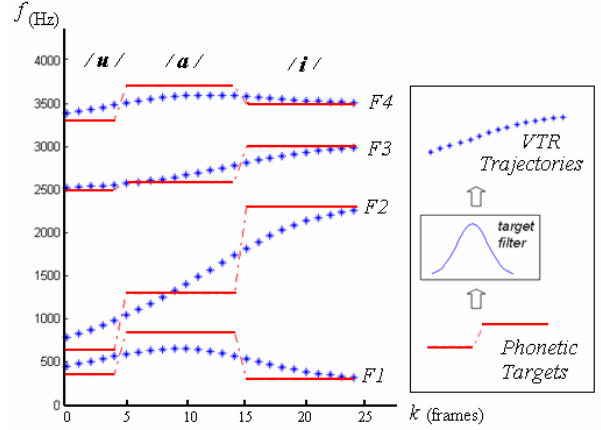 f (Hz)
/u/ /a/ /i/
4000
3500
3000
2500
2000
1500
1000
500
0
F4
F3
F2
F1
0 5 10 15 20 25 k (frames)
VTR
Trajectories
target
filter
Phonetic
Targets